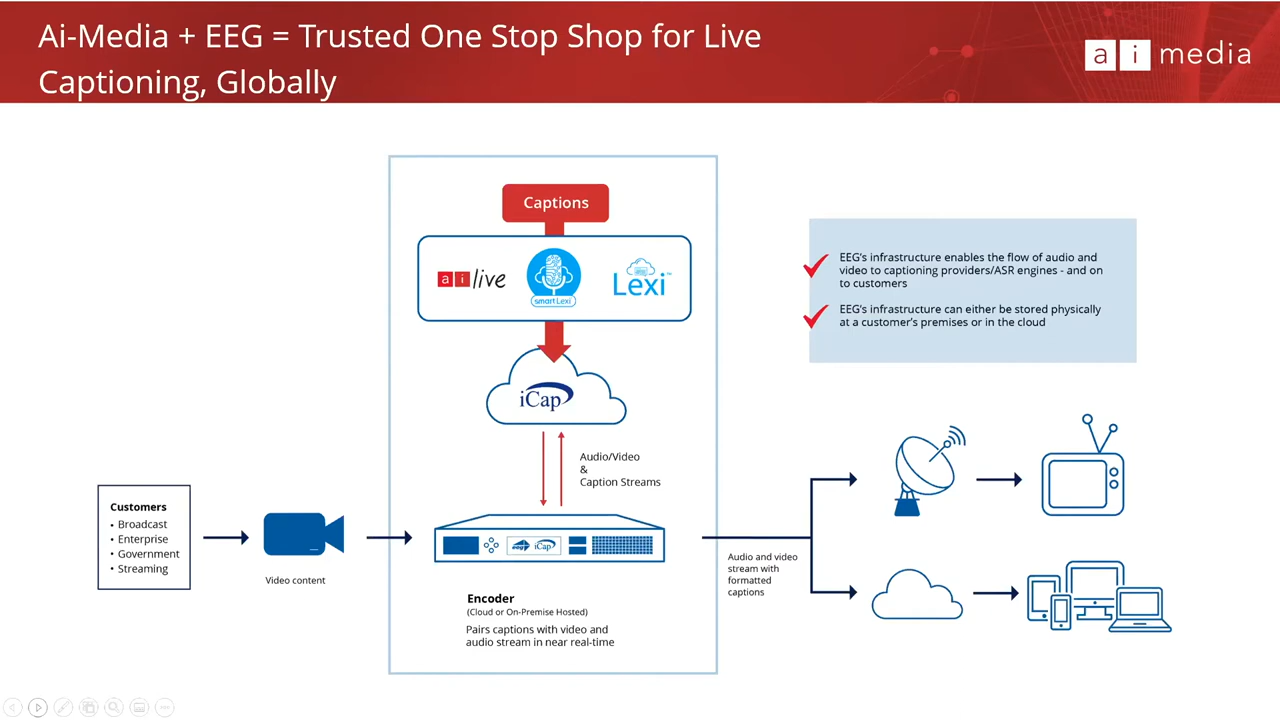 Ai-Media + EEG = Trusted One Stop Shop for Live
Captioning, Globally
ai media
Captions
ai live
smart Lexi
Lexi™
iCap
Audio/Video
&
Caption Streams
EEG's infrastructure enables the flow of audio and
video to captioning providers/ASR engines - and on
to customers
EEG's infrastructure can either be stored physically
at a customer's premises or in the cloud
Customers
• Broadcast
• Enterprise
• Government
• Streaming
Video content
eeg iCap
Encoder
(Cloud or On-Premise Hosted)
Pairs captions with video and
audio stream in near real-time
Audio and video
stream with
formatted
captions